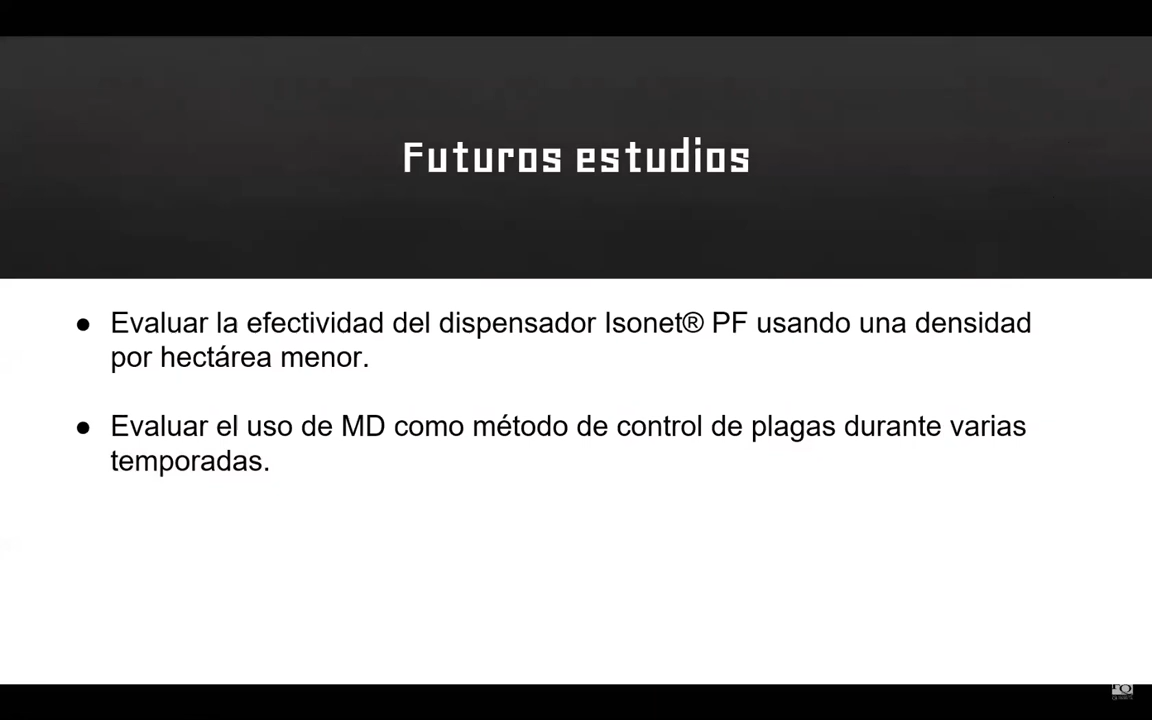 Futuros estudios
● Evaluar la efectividad del dispensador Isonet® PF usando una densidad
por hectárea menor.
● Evaluar el uso de MD como método de control de plagas durante varias
temporadas.